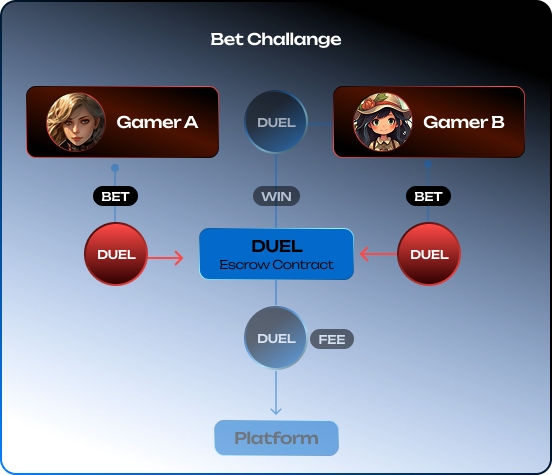 Bet Challange
Gamer A
DUEL
Gamer B
BET
WIN
BET
DUEL
DUEL
Escrow Contract
DUEL
DUEL
FEE
Platform